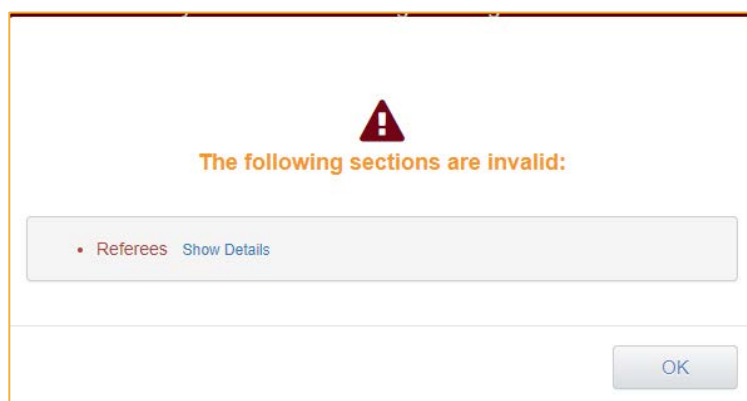 The following sections are invalid:
• Referees Show Details
OK